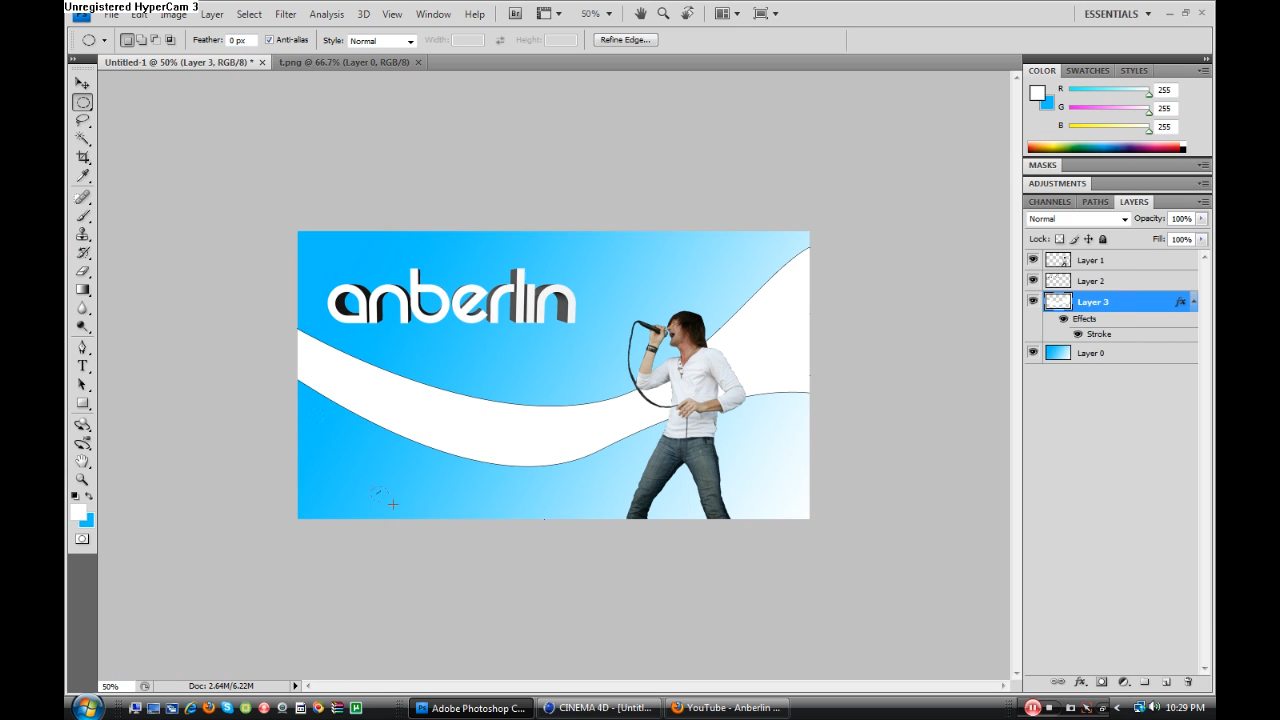 Unregistered HyperCam 3
File Edit Image Layer Select Filter Analysis 3D View Window Help
Br
50%
ESSENTIALS
Feather: 0 px
Anti-alias
Style: Normal
Width:
Height:
Refine Edge...
Untitled-1 @ 50% (Layer 3, RGB/8) *
t.png @ 66.7% (Layer 0, RGB/8)
COLOR SWATCHES STYLES
R 255
G 255
B 255
MASKS
ADJUSTMENTS
CHANNELS PATHS LAYERS
Normal Opacity: 100%
Lock: Fill: 100%
Layer 1
Layer 2
Layer 3 fx
Effects
Stroke
Layer 0
anberlin
50% Doc: 2.64M/6.22M
Adobe Photoshop C...
CINEMA 4D - [Untitl...
YouTube - Anberlin ...
10:29 PM